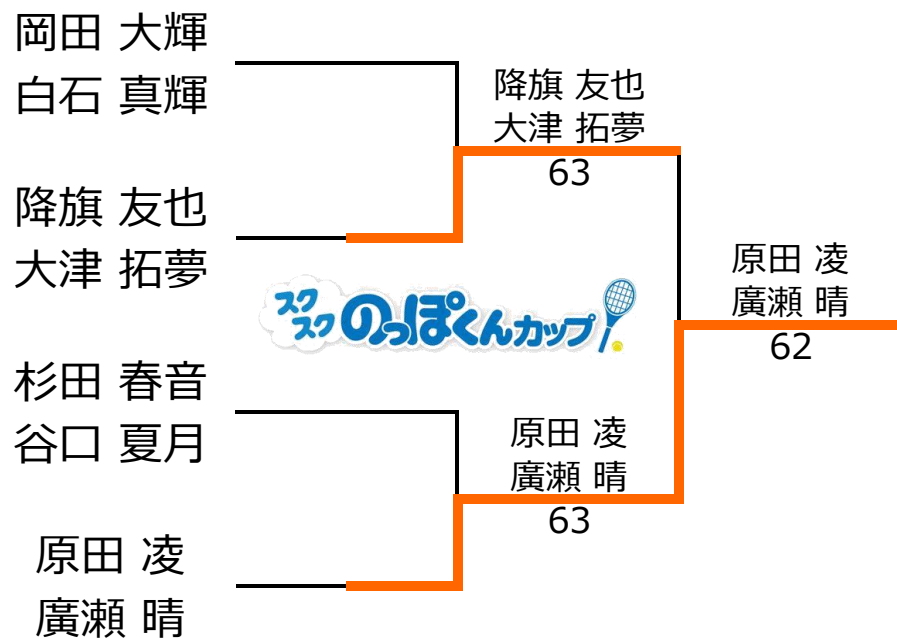 岡田 大輝
白石 真輝
降旗 友也
大津 拓夢
63
降旗 友也
大津 拓夢
原田 凌
廣瀬 晴
62
スク
スク のっぽくんカップ
杉田 春音
谷口 夏月
原田 凌
廣瀬 晴
63
原田 凌
廣瀬 晴